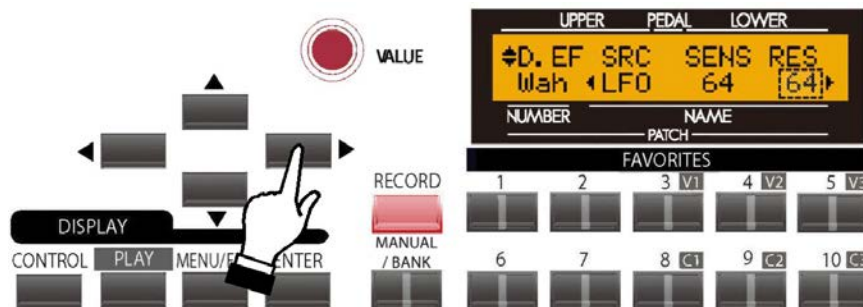 UPPER PEDAL LOWER
VALUE
D. EF SRC SENS RES
Wah LFO 64 64
NUMBER NAME
PATCH
FAVORITES
RECORD
1 2 3 V1 4 V2 5 V3
DISPLAY
MANUAL
/ BANK
CONTROL PLAY MENU/E ENTER
6 7 8 C1 9 C2 10 C3